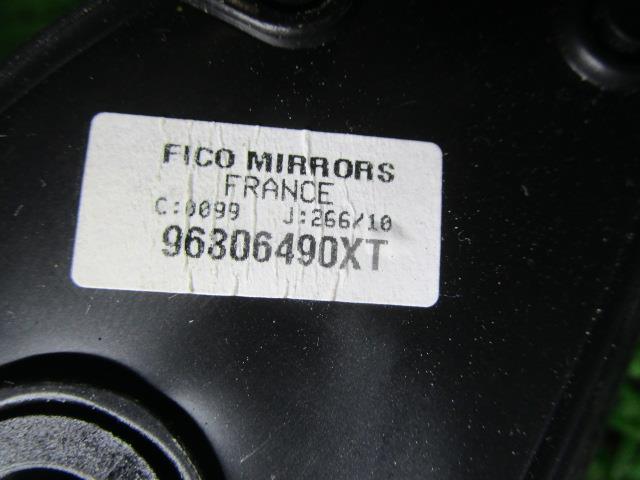 FICO MIRRORS
FRANCE
C:0099 J:266/10
96306490XT